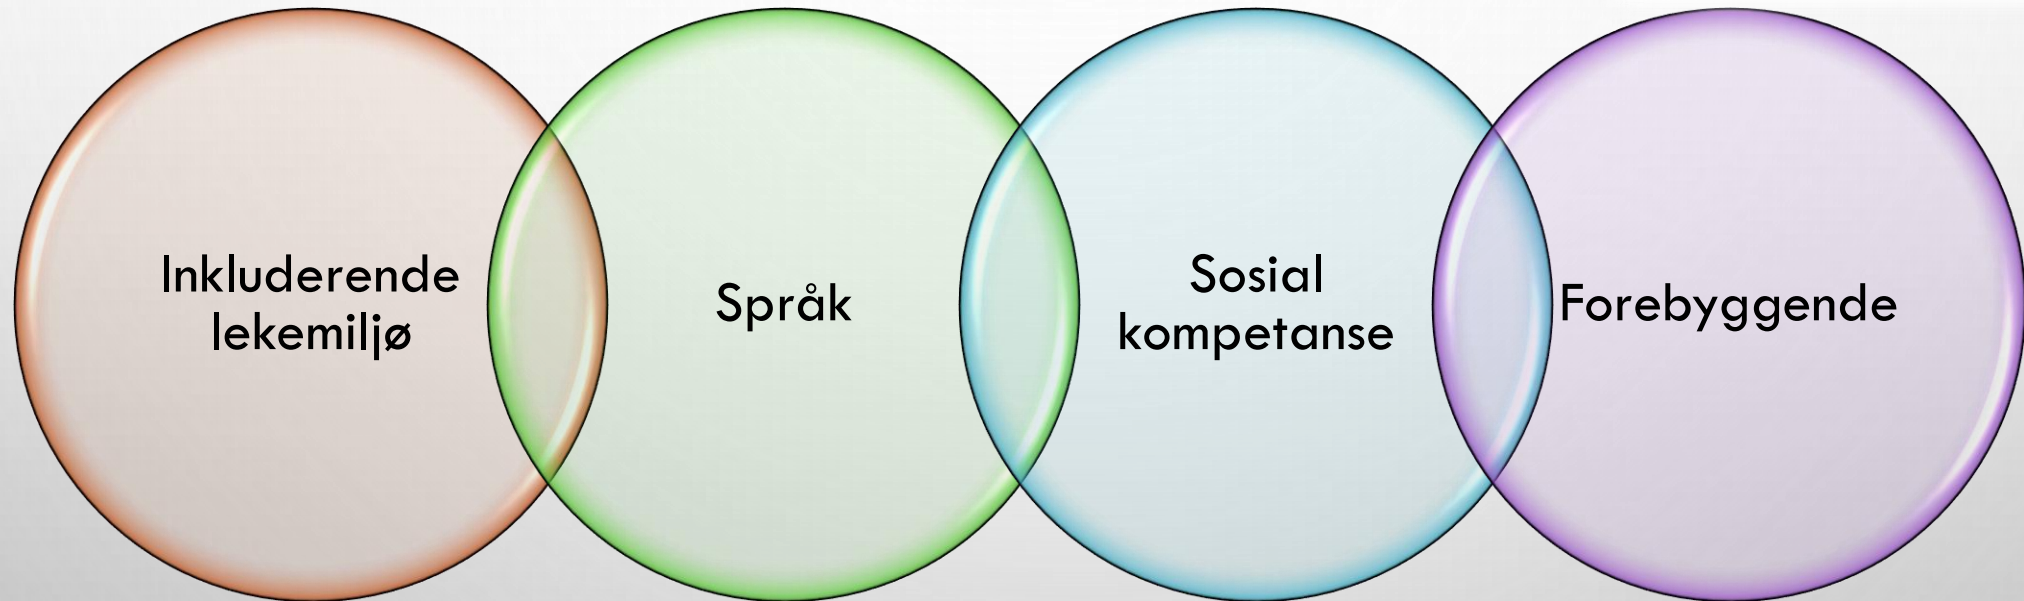 Inkluderende
lekemiljø
Språk
Sosial
kompetanse
Forebyggende